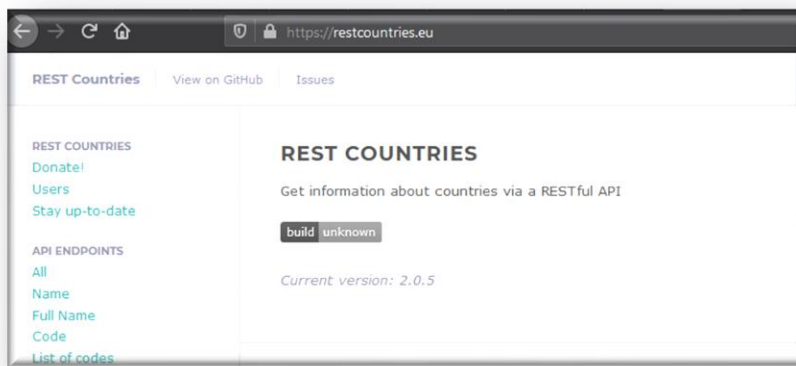 https://restcountries.eu
REST Countries View on GitHub Issues
REST COUNTRIES
Donate!
Users
Stay up-to-date
API ENDPOINTS
All
Name
Full Name
Code
List of codes
REST COUNTRIES
Get information about countries via a RESTful API
build unknown
Current version: 2.0.5